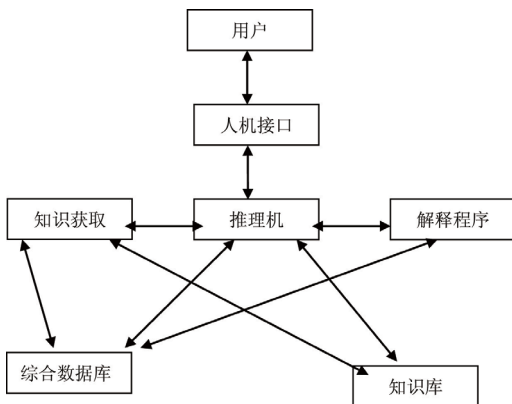 用户
人机接口
知识获取
推理机
解释程序
综合数据库
知识库